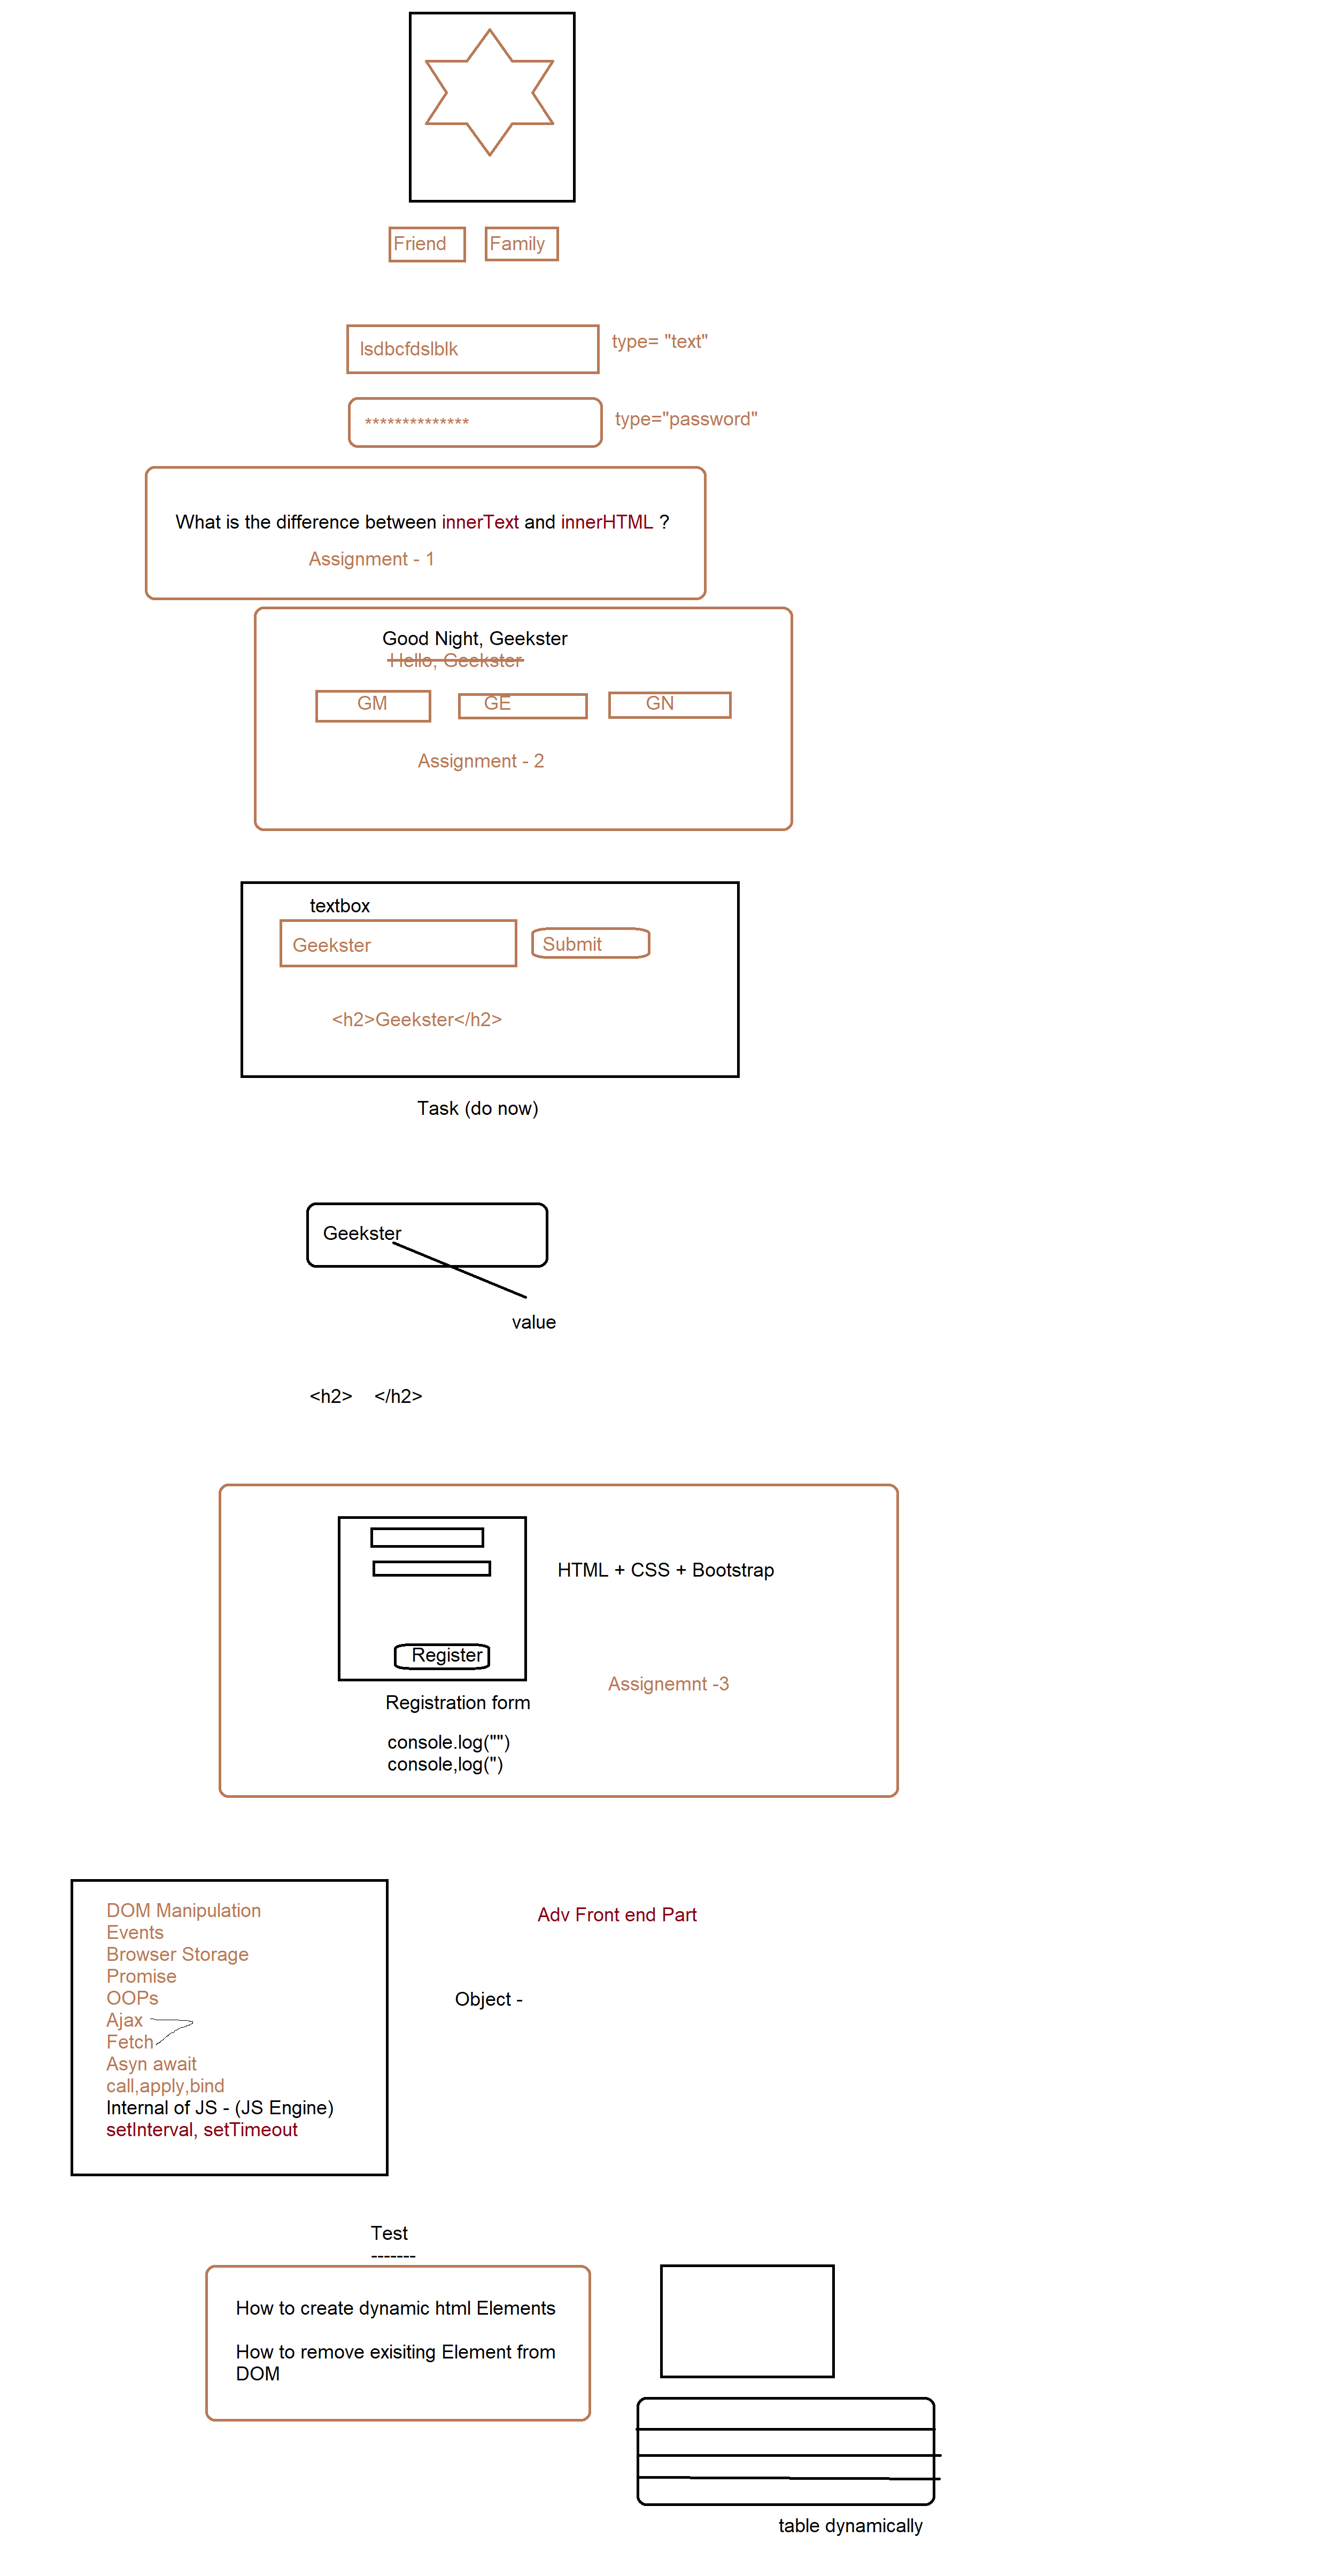 Friend Family
lsdbcfdslblk type= "text"
************** type="password"
What is the difference between innerText and innerHTML ?
Assignment - 1
Good Night, Geekster
Hello, Geekster
GM GE GN
Assignment - 2
textbox
Geekster Submit
<h2>Geekster</h2>
Task (do now)
Geekster
value
<h2> </h2>
HTML + CSS + Bootstrap
Register
Assignemnt -3
Registration form
console.log("")
console,log(")
DOM Manipulation
Events
Browser Storage
Promise
OOPs
Ajax
Fetch
Asyn await
call,apply,bind
Internal of JS - (JS Engine)
setInterval, setTimeout
Adv Front end Part
Object -
Test
-------
How to create dynamic html Elements
How to remove exisiting Element from
DOM
table dynamically